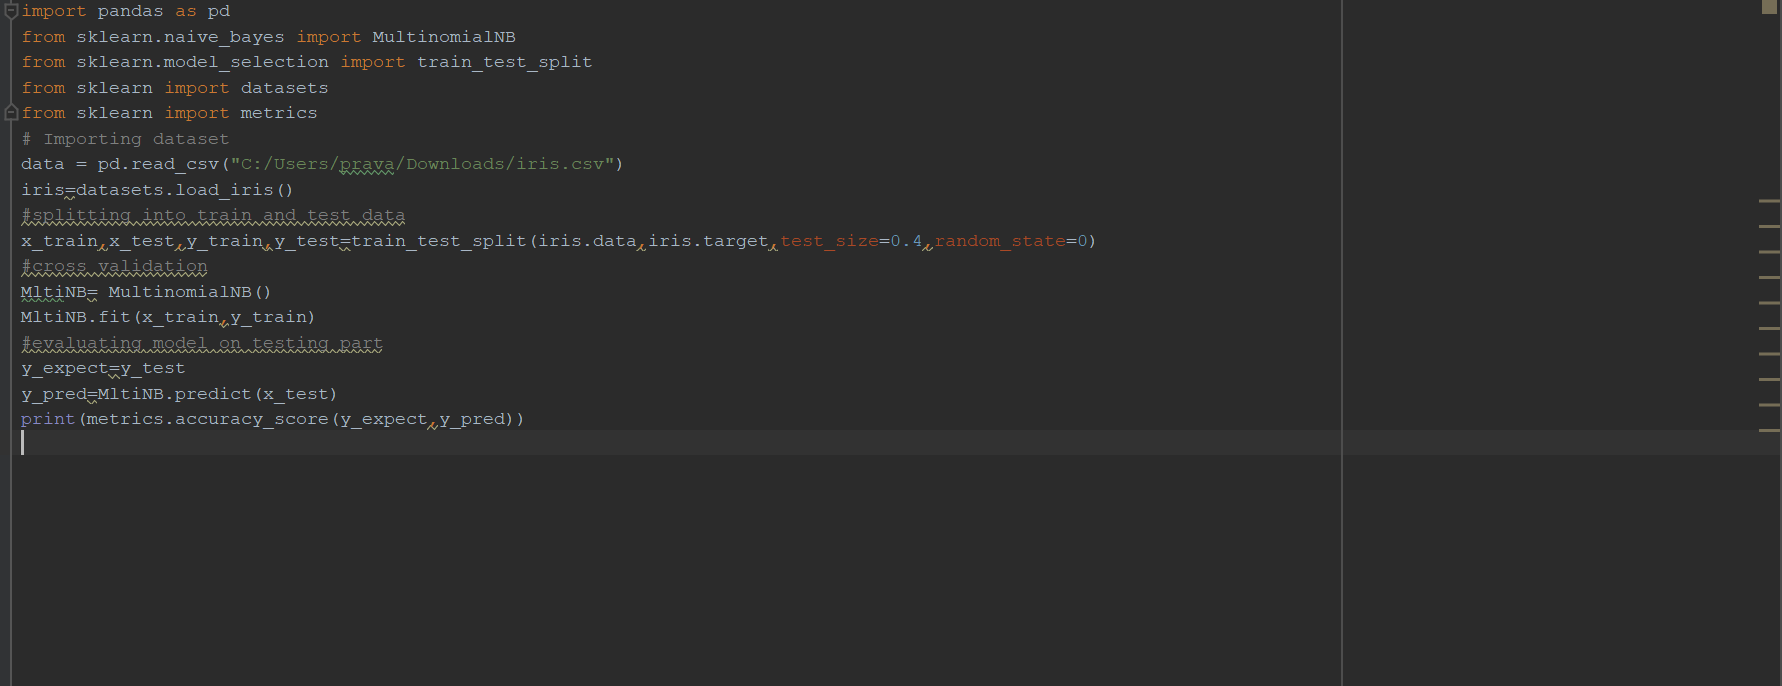 import pandas as pd
from sklearn.naive_bayes import MultinomialNB
from sklearn.model_selection import train_test_split
from sklearn import datasets
from sklearn import metrics
# Importing dataset
data = pd.read_csv("C:/Users/prava/Downloads/iris.csv")
iris=datasets.load_iris()
#splitting into train and test data
x_train,x_test,y_train,y_test=train_test_split(iris.data,iris.target,test_size=0.4,random_state=0)
#cross validation
MltiNB= MultinomialNB()
MltiNB.fit(x_train,y_train)
#evaluating model on testing part
y_expect=y_test
y_pred=MltiNB.predict(x_test)
print(metrics.accuracy_score(y_expect,y_pred))